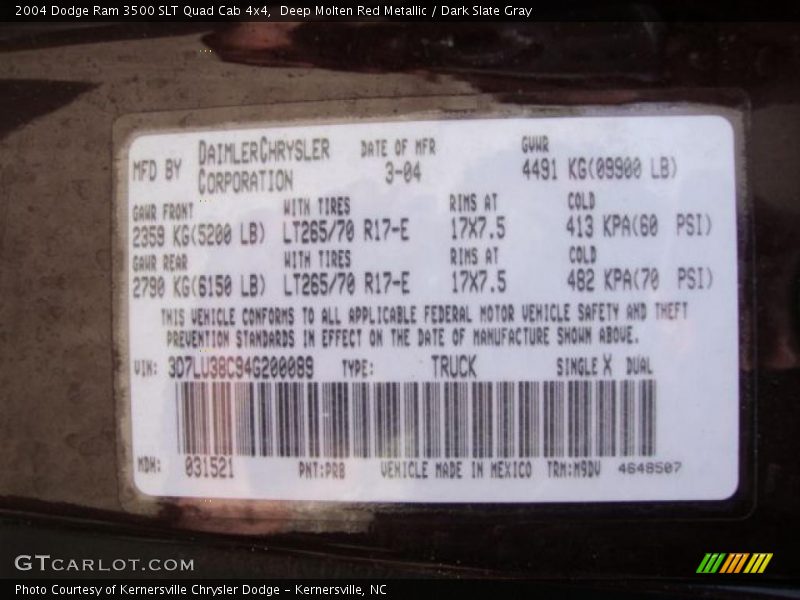 2004 Dodge Ram 3500 SLT Quad Cab 4x4,  Deep Molten Red Metallic / Dark Slate Gray
MFD BY DAIMLERCHRYSLER CORPORATION DATE OF MFR 3-04 GVWR 4491 KG(09900 LB)
GAWR FRONT WITH TIRES RIMS AT COLD
2359 KG(5200 LB) LT265/70 R17-E 17X7.5 413 KPA(60 PSI)
GAWR REAR WITH TIRES RIMS AT COLD
2790 KG(6150 LB) LT265/70 R17-E 17X7.5 482 KPA(70 PSI)
THIS VEHICLE CONFORMS TO ALL APPLICABLE FEDERAL MOTOR VEHICLE SAFETY AND THEFT
PREVENTION STANDARDS IN EFFECT ON THE DATE OF MANUFACTURE SHOWN ABOVE.
VIN: 3D7LU38C94G200089 TYPE: TRUCK SINGLE X DUAL
MDH: 031521 PNT:PR8 VEHICLE MADE IN MEXICO TRM:M9DV 4648507
GTCARLOT.COM
Photo Courtesy of Kernersville Chrysler Dodge – Kernersville, NC